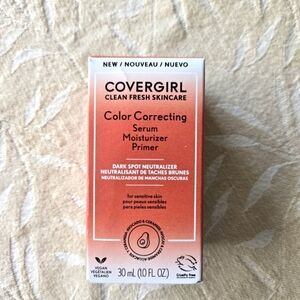 NEW / NOUVEAU / NUEVO
COVERGIRL
CLEAN FRESH SKINCARE
Color Correcting
Serum
Moisturizer
Primer
DARK SPOT NEUTRALIZER
NEUTRALISANT DE TACHES BRUNES
NEUTRALIZADOR DE MANCHAS OSCURAS
for sensitive skin
pour peaux sensibles
para pieles sensibles
VEGAN
VÉGÉTALIEN
VEGANO
30 mL (1.0 FL. OZ.)
Cruelty free